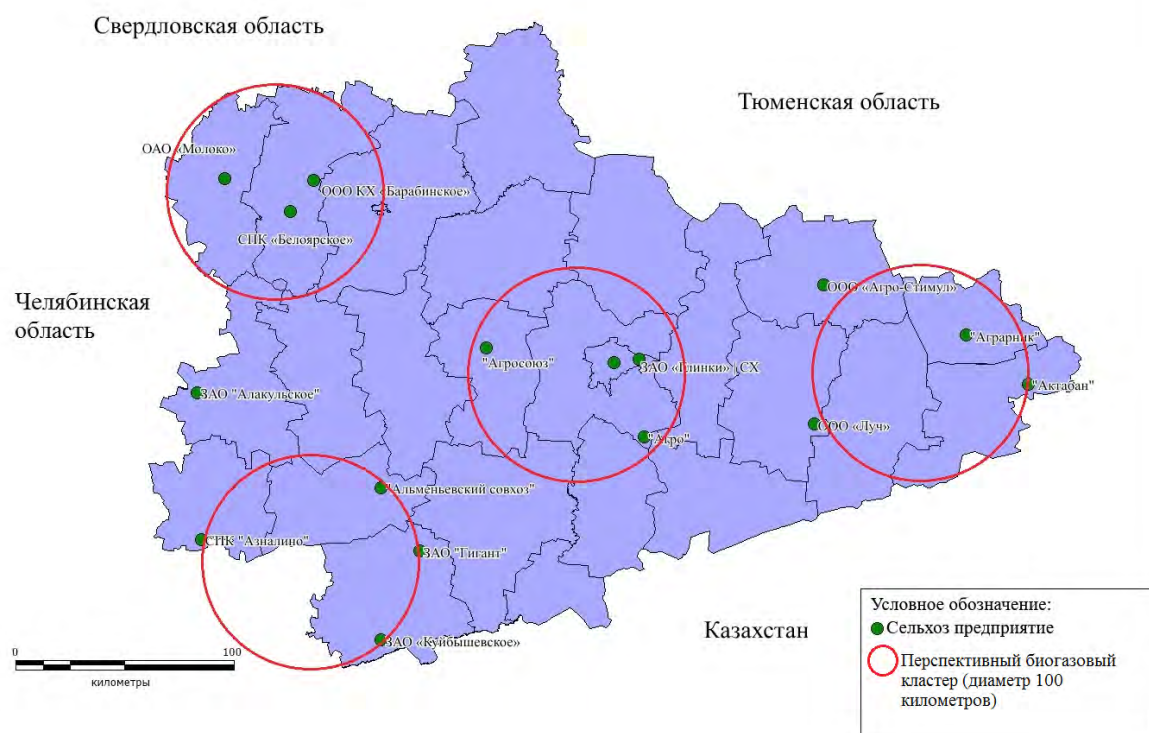 Свердловская область
Тюменская область
ОАО «Молоко»
ООО КХ «Барабинское»
СПК «Белоярское»
Челябинская
область
ООО «Агро-Стимул»
"Аграрник"
"Агросоюз"
ЗАО «Глинки» СХ
"Актабан"
ЗАО "Алакульское"
ООО «Луч»
"Агро"
"Альменьевский совхоз"
СПК "Азналино"
ЗАО "Гигант"
ЗАО «Куйбышевское»
Казахстан
0 100
километры
Условное обозначение:
Сельхоз предприятие
Перспективный биогазовый
кластер (диаметр 100
километров)